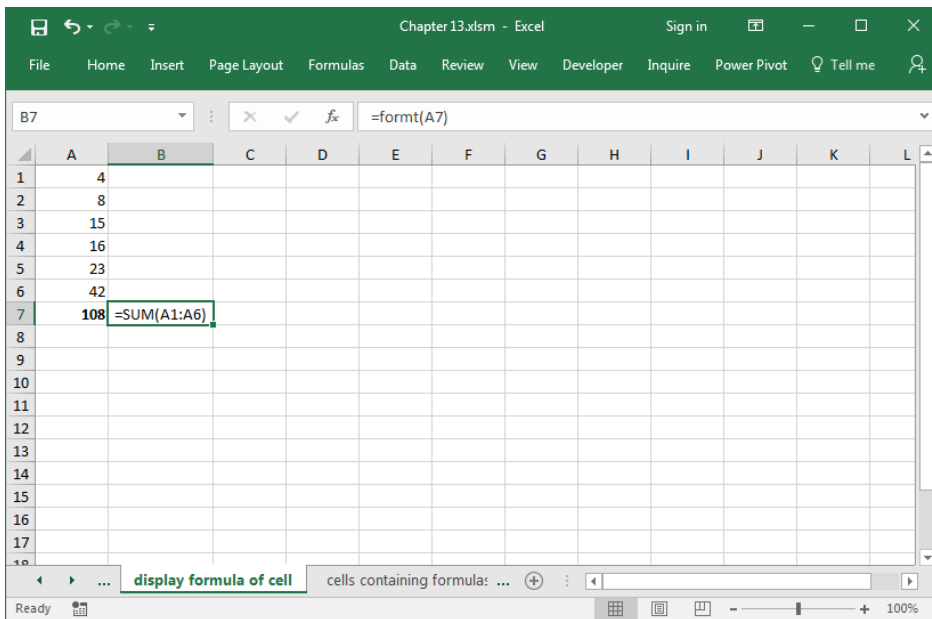 Chapter 13.xlsm - Excel Sign in
File Home Insert Page Layout Formulas Data Review View Developer Inquire Power Pivot Tell me
B7 fx =formt(A7)
A B C D E F G H I J K L
1 4
2 8
3 15
4 16
5 23
6 42
7 108 =SUM(A1:A6)
8
9
10
11
12
13
14
15
16
17
18
... display formula of cell cells containing formulas ...
Ready 100%